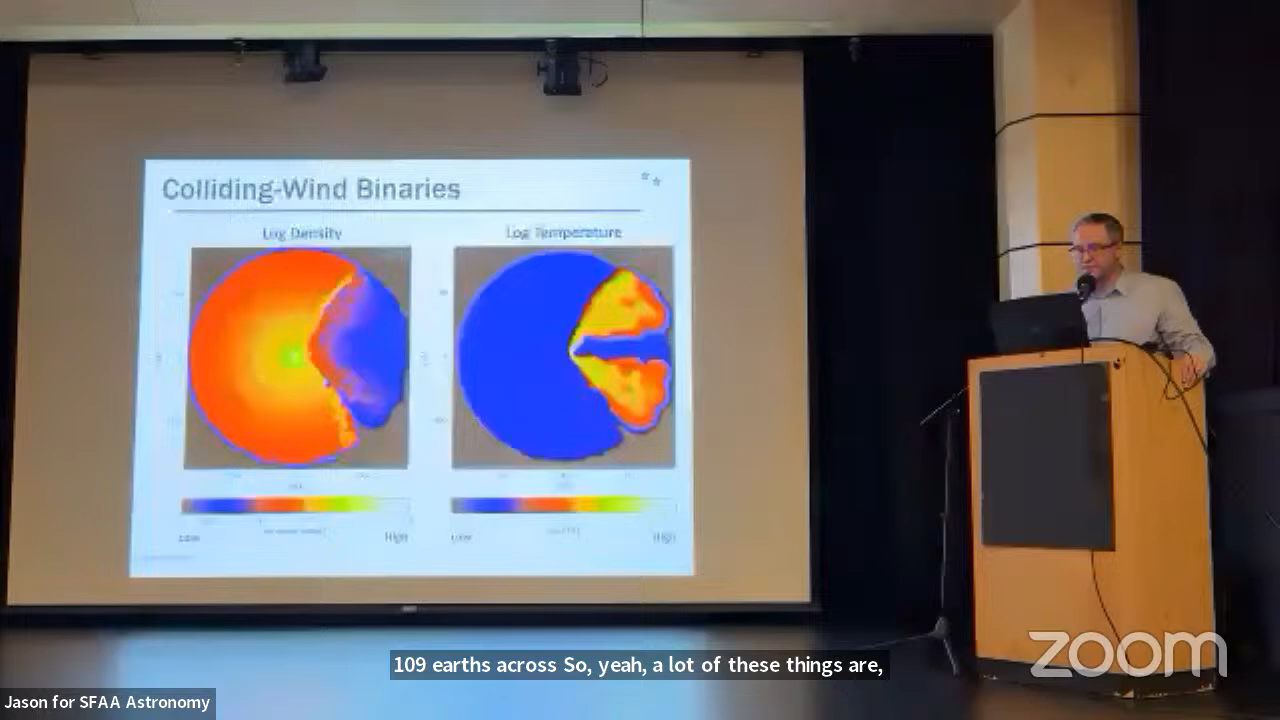 Colliding-Wind Binaries
Log Density
Log Temperature
Low
High
Low
High
zoom
109 earths across So, yeah, a lot of these things are,
Jason for SFAA Astronomy